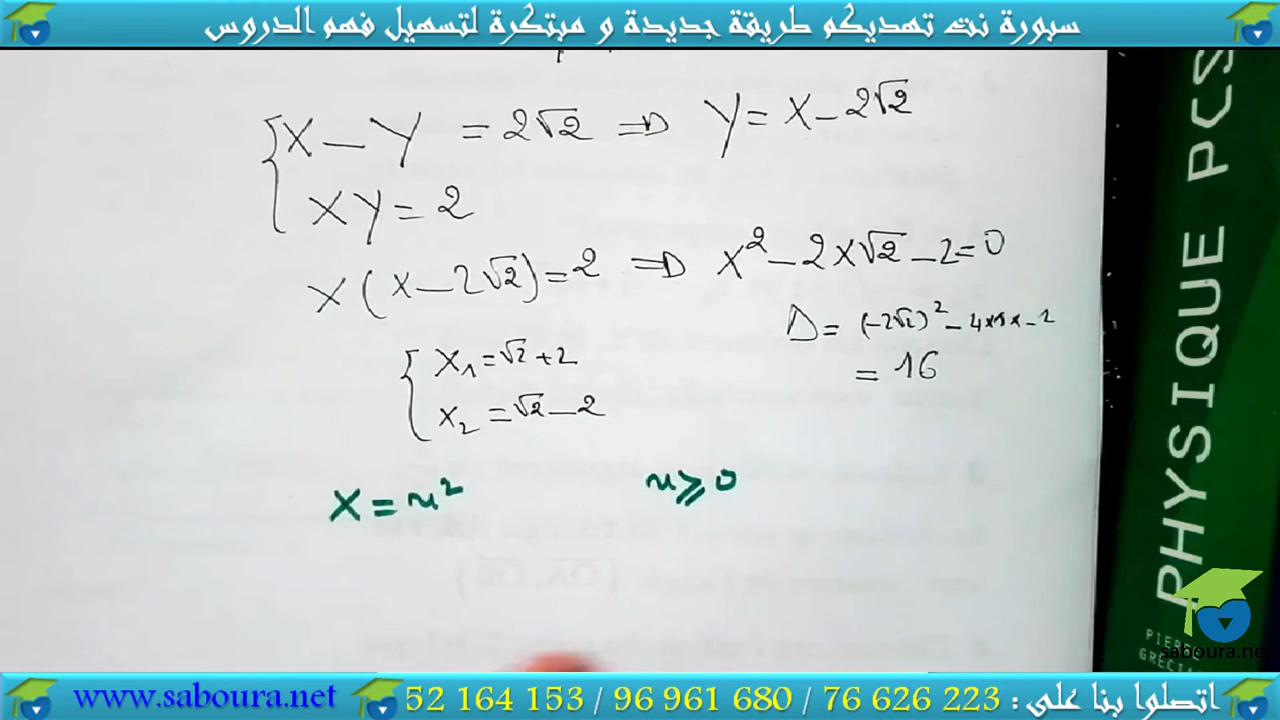 سبورة نت تهديكم طريقة جديدة و مبتكرة لتسهيل فهم الدروس
X - Y = 2√2 ⇒ Y = X - 2√2
XY = 2
X(X - 2√2) = 2 ⇒ X² - 2X√2 - 2 = 0
Δ = (-2√2)² - 4×1×-2
= 16
X₁ = √2 + 2
X₂ = √2 - 2
X = x²
x ⩾ 0
PHYSIQUE PCS
saboura.ne
www.saboura.net
اتصلوا بنا على : 52 164 153 / 96 961 680 / 76 626 223